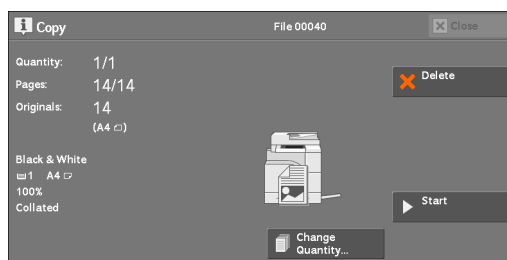 Copy
File 00040
Close
Quantity: 1/1
Pages: 14/14
Originals: 14
(A4)
Delete
Black & White
1 A4
100%
Collated
Start
Change
Quantity...